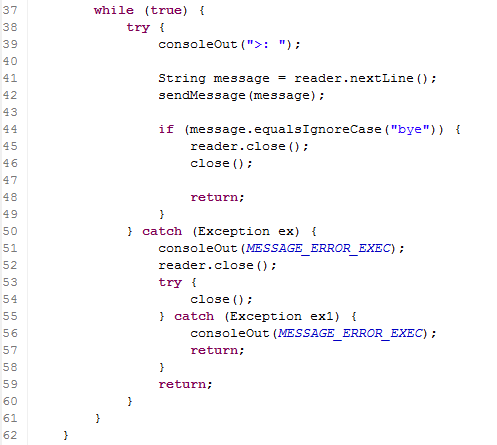 37 while (true) {
38 try {
39 consoleOut(">: ");
40
41 String message = reader.nextLine();
42 sendMessage(message);
43
44 if (message.equalsIgnoreCase("bye")) {
45 reader.close();
46 close();
47
48 return;
49 }
50 } catch (Exception ex) {
51 consoleOut(MESSAGE_ERROR_EXEC);
52 reader.close();
53 try {
54 close();
55 } catch (Exception ex1) {
56 consoleOut(MESSAGE_ERROR_EXEC);
57 return;
58 }
59 return;
60 }
61 }
62 }